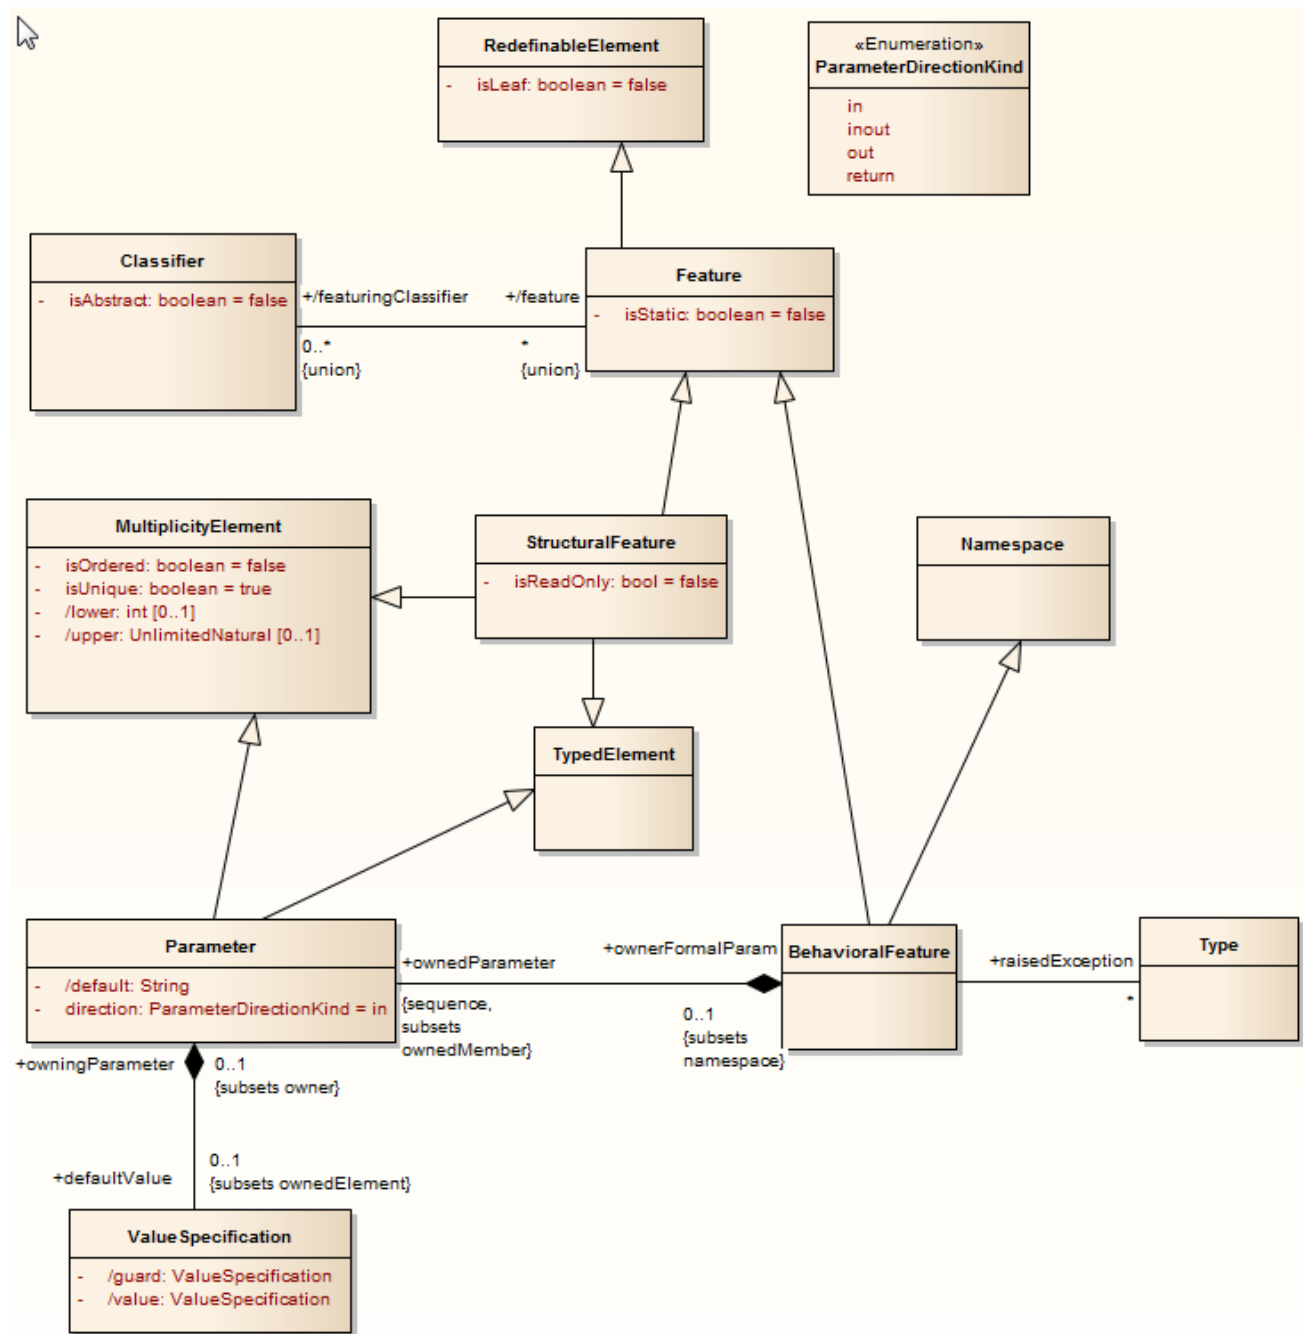 RedefinableElement
- isLeaf: boolean = false
«Enumeration»
ParameterDirectionKind
in
inout
out
return
Classifier
- isAbstract: boolean = false
+/featuringClassifier
0..*
{union}
+/feature
*
{union}
Feature
- isStatic: boolean = false
MultiplicityElement
- isOrdered: boolean = false
- isUnique: boolean = true
- /lower: int [0..1]
- /upper: UnlimitedNatural [0..1]
StructuralFeature
- isReadOnly: bool = false
Namespace
TypedElement
Parameter
- /default: String
- direction: ParameterDirectionKind = in
+ownedParameter
{sequence,
subsets
ownedMember}
+ownerFormalParam
0..1
{subsets
namespace}
BehavioralFeature
+raisedException
*
Type
+owningParameter
0..1
{subsets owner}
+defaultValue
0..1
{subsets ownedElement}
ValueSpecification
- /guard: ValueSpecification
- /value: ValueSpecification